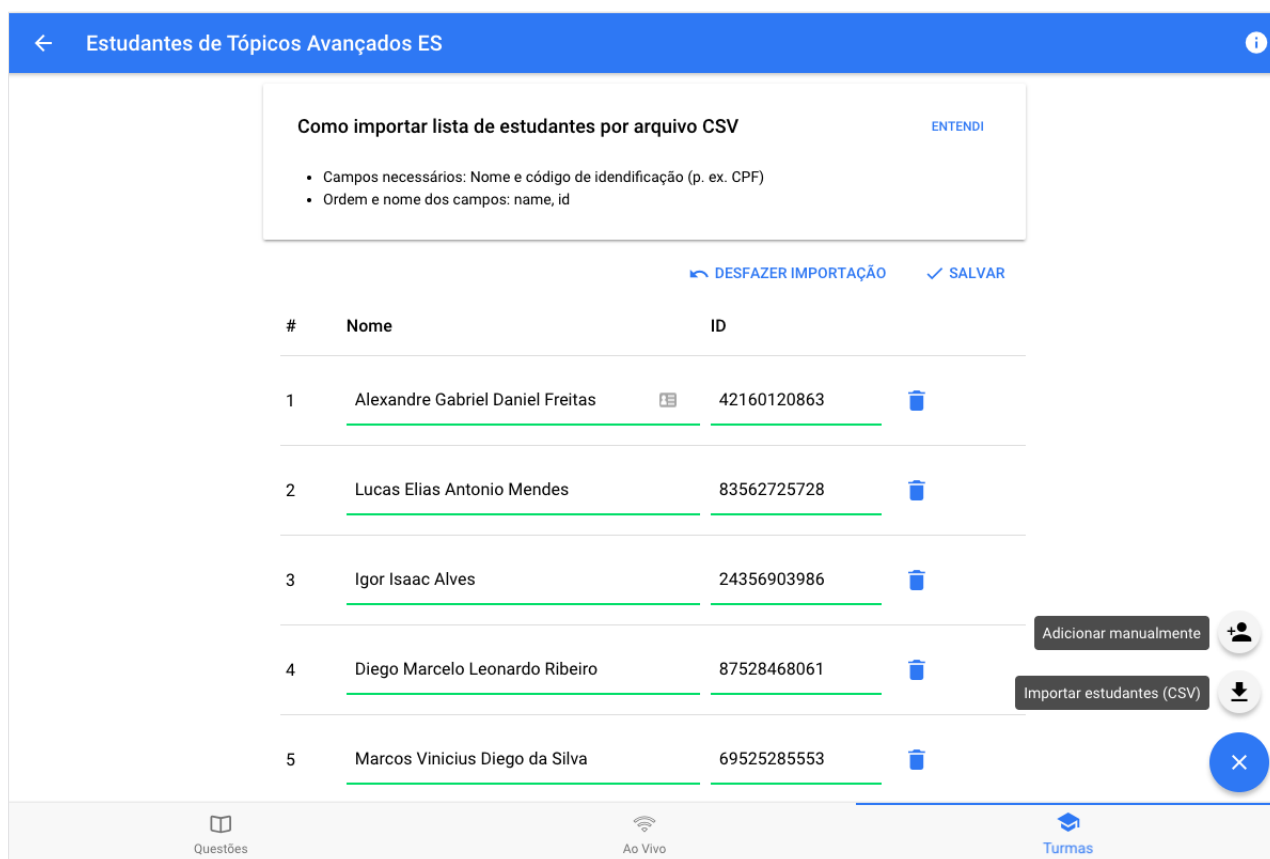 Estudantes de Tópicos Avançados ES
Como importar lista de estudantes por arquivo CSV
ENTENDI
• Campos necessários: Nome e código de idendificação (p. ex. CPF)
• Ordem e nome dos campos: name, id
DESFAZER IMPORTAÇÃO
SALVAR
# Nome ID
1 Alexandre Gabriel Daniel Freitas 42160120863
2 Lucas Elias Antonio Mendes 83562725728
3 Igor Isaac Alves 24356903986
Adicionar manualmente
4 Diego Marcelo Leonardo Ribeiro 87528468061
Importar estudantes (CSV)
5 Marcos Vinicius Diego da Silva 69525285553
Questões
Ao Vivo
Turmas